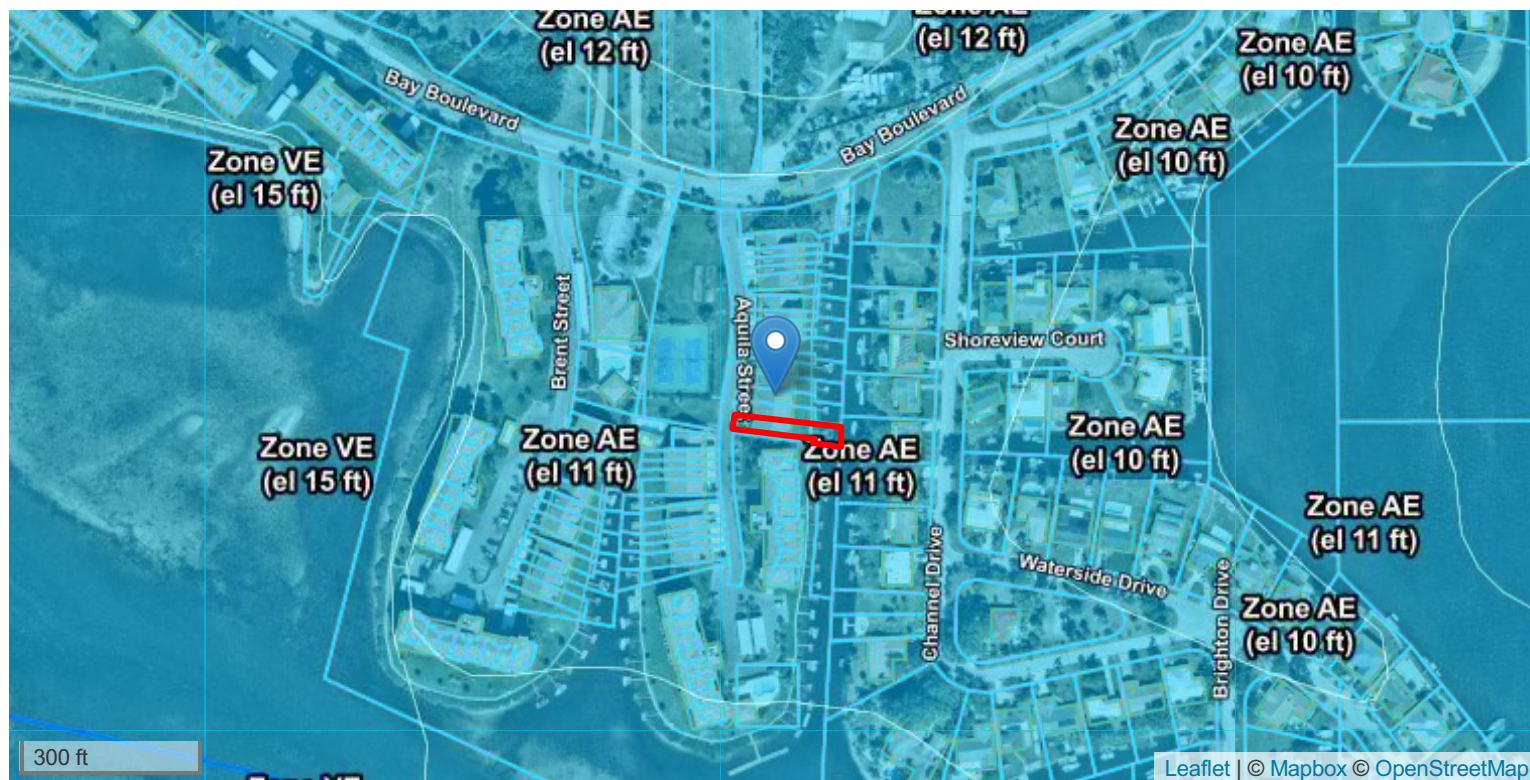 Zone AE
(el 12 ft)
Zone AE
(el 12 ft)
Zone AE
(el 10 ft)
Bay Boulevard
Bay Boulevard
Zone AE
(el 10 ft)
Zone VE
(el 15 ft)
Brent Street
Aquila Street
Shoreview Court
Zone VE
(el 15 ft)
Zone AE
(el 11 ft)
Zone AE
(el 11 ft)
Zone AE
(el 10 ft)
Zone AE
(el 11 ft)
Channel Drive
Waterside Drive
Brighton Drive
Zone AE
(el 10 ft)
300 ft
Leaflet | © Mapbox © OpenStreetMap